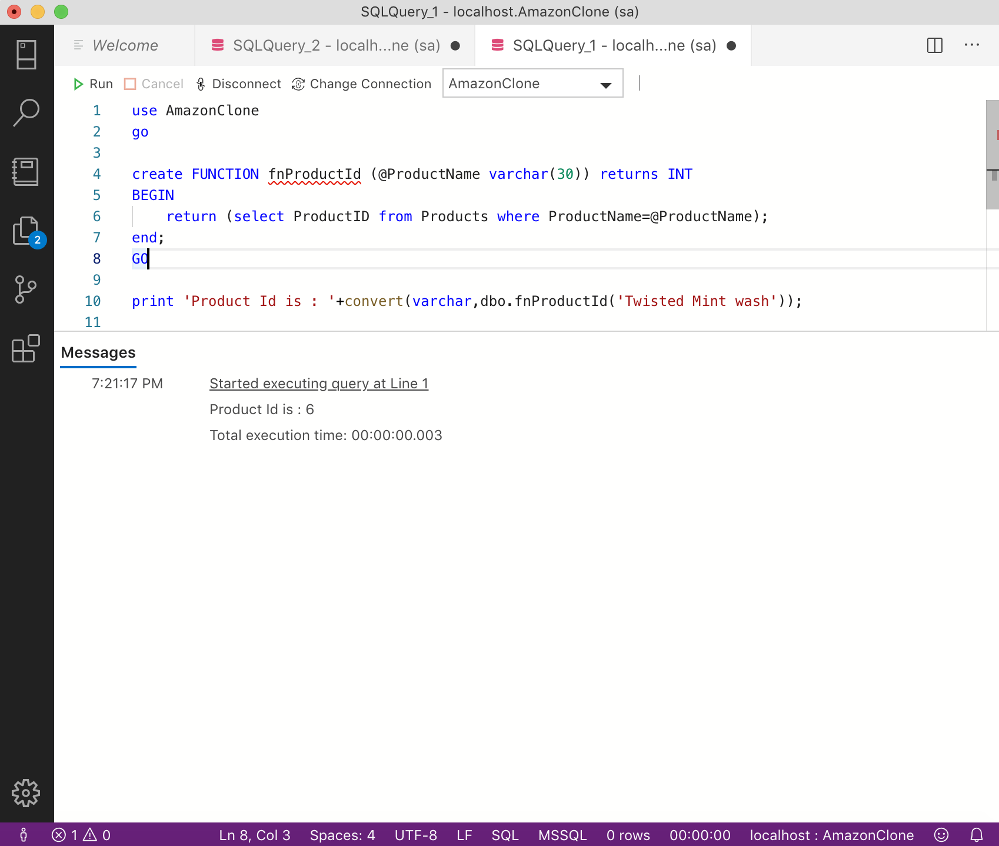 SQLQuery_1 - localhost.AmazonClone (sa)
Welcome
SQLQuery_2 - localh...ne (sa)
SQLQuery_1 - localh...ne (sa)
Run Cancel Disconnect Change Connection AmazonClone
1 use AmazonClone
2 go
3
4 create FUNCTION fnProductId (@ProductName varchar(30)) returns INT
5 BEGIN
6 return (select ProductID from Products where ProductName=@ProductName);
7 end;
8 GO
9
10 print 'Product Id is : '+convert(varchar,dbo.fnProductId('Twisted Mint wash'));
11
2
Messages
7:21:17 PM Started executing query at Line 1
Product Id is : 6
Total execution time: 00:00:00.003
1 0 Ln 8, Col 3 Spaces: 4 UTF-8 LF SQL MSSQL 0 rows 00:00:00 localhost : AmazonClone